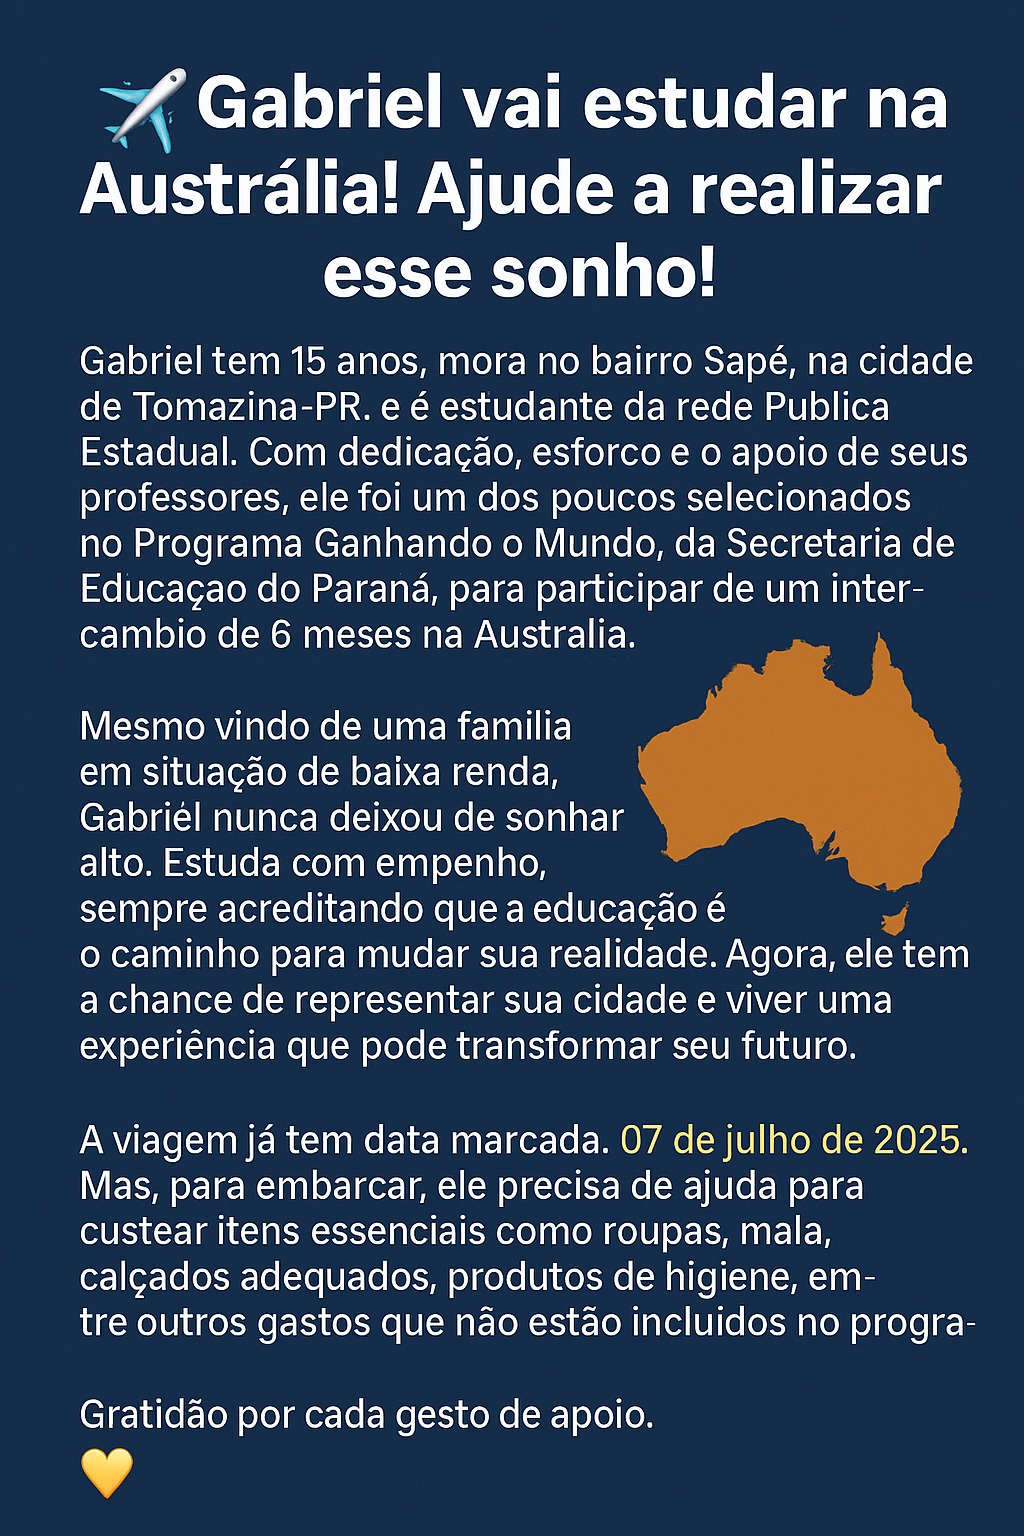 ✈️ Gabriel vai estudar na
Austrália! Ajude a realizar
esse sonho!
Gabriel tem 15 anos, mora no bairro Sapé, na cidade
de Tomazina-PR. e é estudante da rede Publica
Estadual. Com dedicação, esforco e o apoio de seus
professores, ele foi um dos poucos selecionados
no Programa Ganhando o Mundo, da Secretaria de
Educaçao do Paraná, para participar de um inter-
cambio de 6 meses na Australia.
Mesmo vindo de uma familia
em situação de baixa renda,
Gabriél nunca deixou de sonhar
alto. Estuda com empenho,
sempre acreditando que a educação é
o caminho para mudar sua realidade. Agora, ele tem
a chance de representar sua cidade e viver uma
experiência que pode transformar seu futuro.
A viagem já tem data marcada. 07 de julho de 2025.
Mas, para embarcar, ele precisa de ajuda para
custear itens essenciais como roupas, mala,
calçados adequados, produtos de higiene, em-
tre outros gastos que não estão incluidos no progra-
Gratidão por cada gesto de apoio.
💛